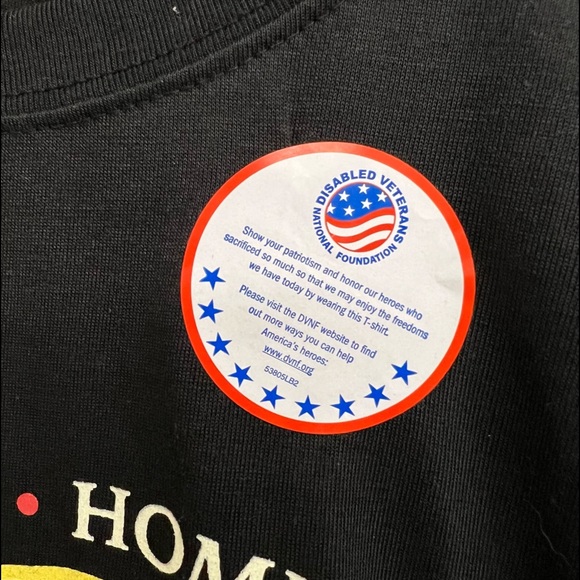 DISABLED VETERANS
NATIONAL FOUNDATION
Show your patriotism and honor our heroes who
sacrificed so much so that we may enjoy the freedoms
we have today by wearing this T-shirt.
Please visit the DVNF website to find
out more ways you can help
America's heroes:
www.dvnf.org
53805LB2
• HOM